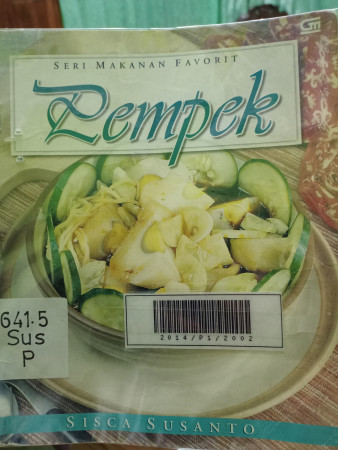 SERI MAKANAN FAVORIT
Pempek
641.5
Sus
P
2014/P1/2002
SISCA SUSANTO